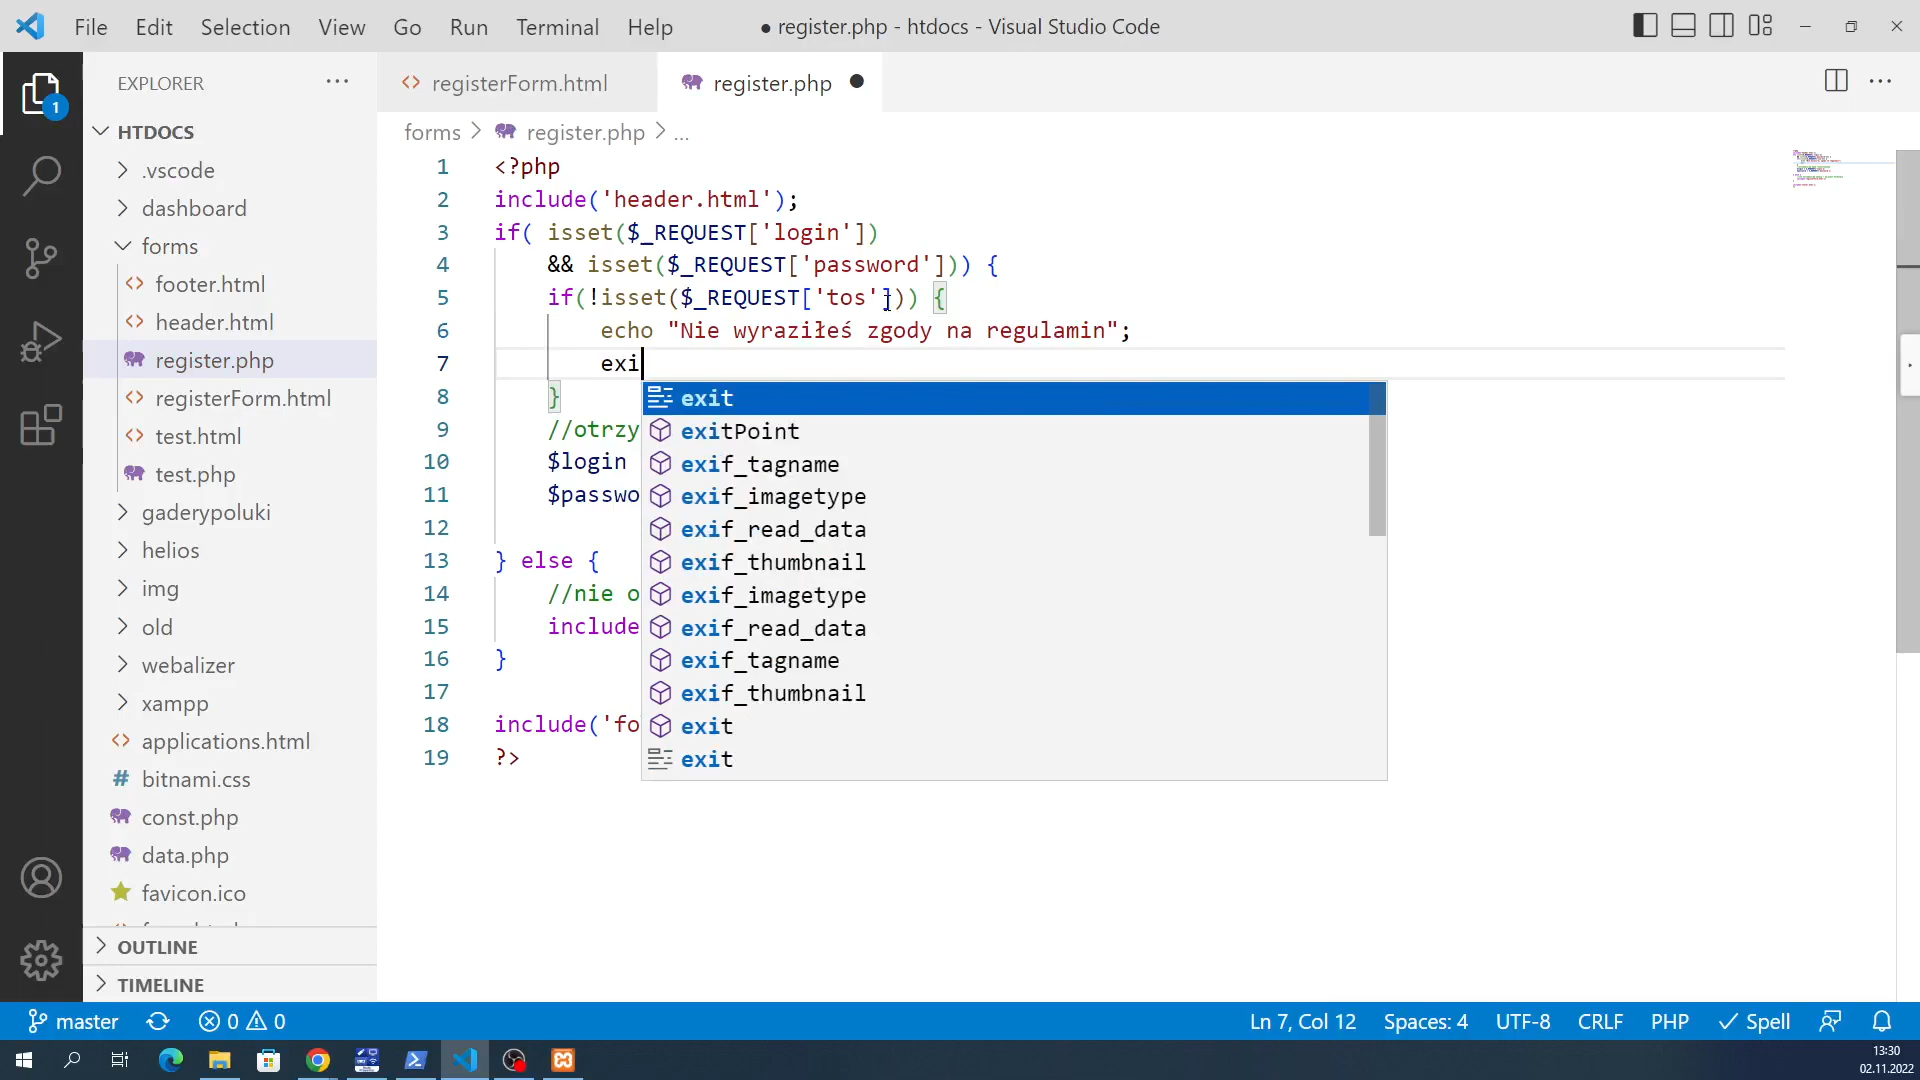 File Edit Selection View Go Run Terminal Help
● register.php - htdocs - Visual Studio Code
1
EXPLORER
HTDOCS
.vscode
dashboard
forms
footer.html
header.html
register.php
registerForm.html
test.html
test.php
gaderypoluki
helios
img
old
webalizer
xampp
applications.html
bitnami.css
const.php
data.php
favicon.ico
OUTLINE
TIMELINE
registerForm.html
register.php
forms > register.php > ...
1 <?php
2 include('header.html');
3 if( isset($_REQUEST['login'])
4 && isset($_REQUEST['password'])) {
5 if(!isset($_REQUEST['tos'])) {
6 echo "Nie wyraziłeś zgody na regulamin";
7 exi
8 }
9 //otrzy
10 $login
11 $passwo
12
13 } else {
14 //nie o
15 include
16 }
17
18 include('fo
19 ?>
exit
exitPoint
exif_tagname
exif_imagetype
exif_read_data
exif_thumbnail
exif_imagetype
exif_read_data
exif_tagname
exif_thumbnail
exit
exit
master 0 0 Ln 7, Col 12 Spaces: 4 UTF-8 CRLF PHP Spell
13:30
02.11.2022